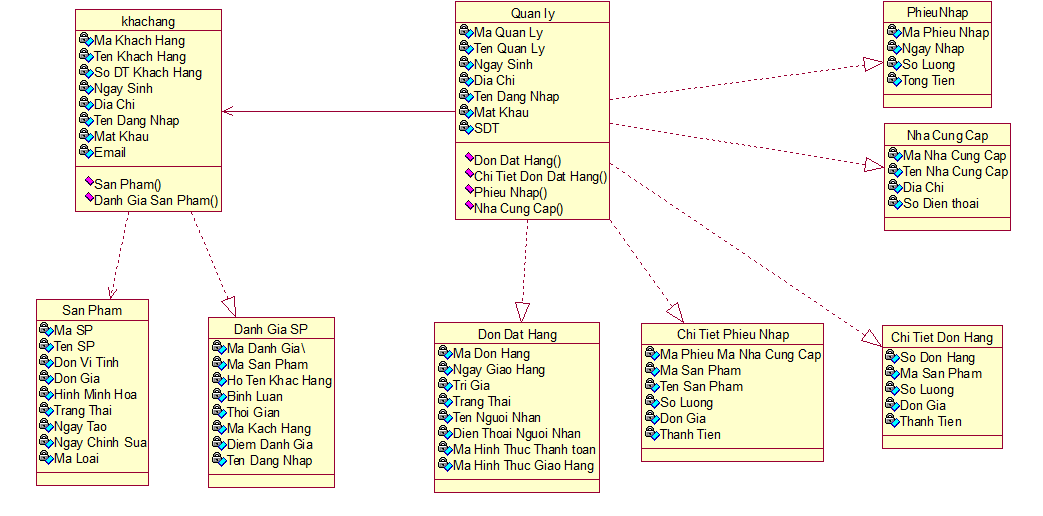 khachang
Ma Khach Hang
Ten Khach Hang
So DT Khach Hang
Ngay Sinh
Dia Chi
Ten Dang Nhap
Mat Khau
Email
San Pham()
Danh Gia San Pham()
Quan ly
Ma Quan Ly
Ten Quan Ly
Ngay Sinh
Dia Chi
Ten Dang Nhap
Mat Khau
SDT
Don Dat Hang()
Chi Tiet Don Dat Hang()
Phieu Nhap()
Nha Cung Cap()
PhieuNhap
Ma Phieu Nhap
Ngay Nhap
So Luong
Tong Tien
Nha Cung Cap
Ma Nha Cung Cap
Ten Nha Cung Cap
Dia Chi
So Dien thoai
San Pham
Ma SP
Ten SP
Don Vi Tinh
Don Gia
Hinh Minh Hoa
Trang Thai
Ngay Tao
Ngay Chinh Sua
Ma Loai
Danh Gia SP
Ma Danh Gia\
Ma San Pham
Ho Ten Khac Hang
Binh Luan
Thoi Gian
Ma Kach Hang
Diem Danh Gia
Ten Dang Nhap
Don Dat Hang
Ma Don Hang
Ngay Giao Hang
Tri Gia
Trang Thai
Ten Nguoi Nhan
Dien Thoai Nguoi Nhan
Ma Hinh Thuc Thanh toan
Ma Hinh Thuc Giao Hang
Chi Tiet Phieu Nhap
Ma Phieu Ma Nha Cung Cap
Ma San Pham
Ten San Pham
So Luong
Don Gia
Thanh Tien
Chi Tiet Don Hang
So Don Hang
Ma San Pham
So Luong
Don Gia
Thanh Tien